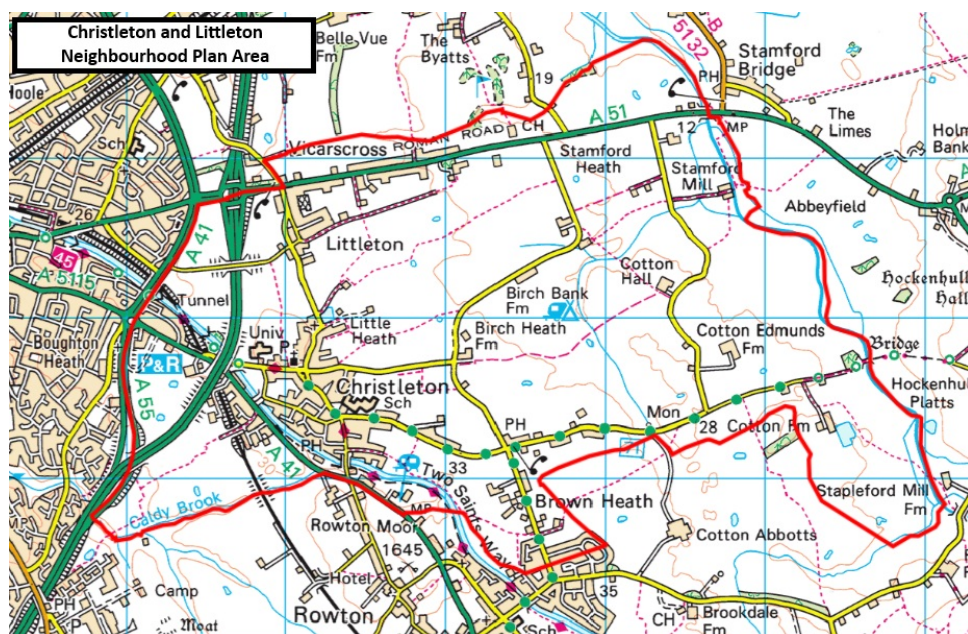 Christleton and Littleton
Neighbourhood Plan Area
Belle Vue
Fm
The
Byatts
B
5132
Stamford
Bridge
PH
Hoole
Sch
19
CH
ROMAN ROAD
A 51
12
MP
The
Limes
Holm
Bank
Vicarscross
Stamford
Heath
Stamford
Mill
Abbeyfield
26
45
A 5115
A 41
Littleton
Cotton
Hall
Hockenhull
Hall
Tunnel
Birch Bank
Fm
Boughton
Heath
P&R
Univ
P
Little
Heath
Birch Heath
Fm
Cotton Edmunds
Fm
Bridge
Hockenhull
Platts
A 55
Christleton
Sch
PH
Mon
28
Cotton Fm
PH
33
A 41
30
Two Saints Way
71
Brown Heath
Stapleford Mill
Fm
Caldy Brook
MP
Rowton Moor
1645
Cotton Abbotts
Hotel
35
MP
PH
P
Camp
Moat
Rowton
Sch
CH
Brookdale
Fm